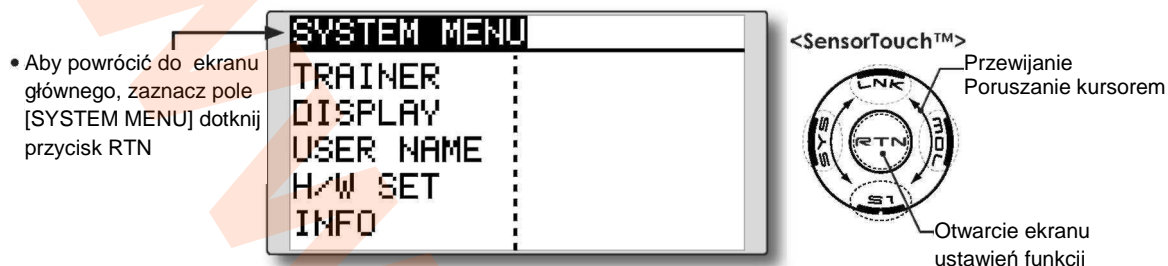 • Aby powrócić do ekranu
głównego, zaznacz pole
[SYSTEM MENU] dotknij
przycisk RTN
SYSTEM MENU
TRAINER
DISPLAY
USER NAME
H/W SET
INFO
<SensorTouch™>
Przewijanie
Poruszanie kursorem
LNK
SYS
RTN
MDL
S1
Otwarcie ekranu
ustawień funkcji